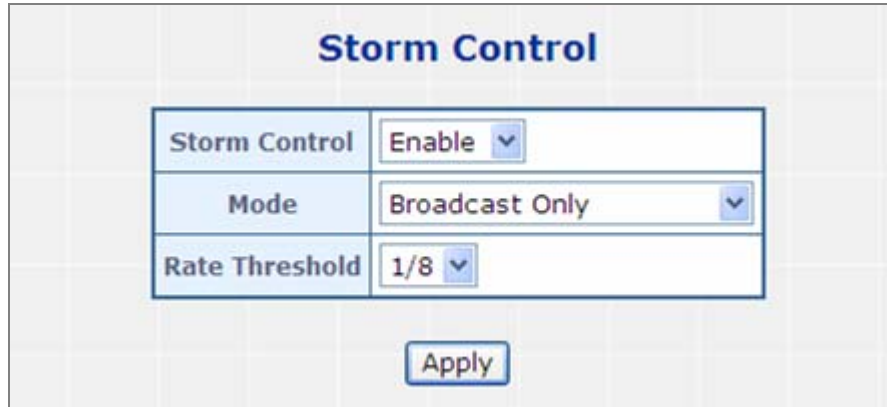 Storm Control
Storm Control Enable
Mode Broadcast Only
Rate Threshold 1/8
Apply